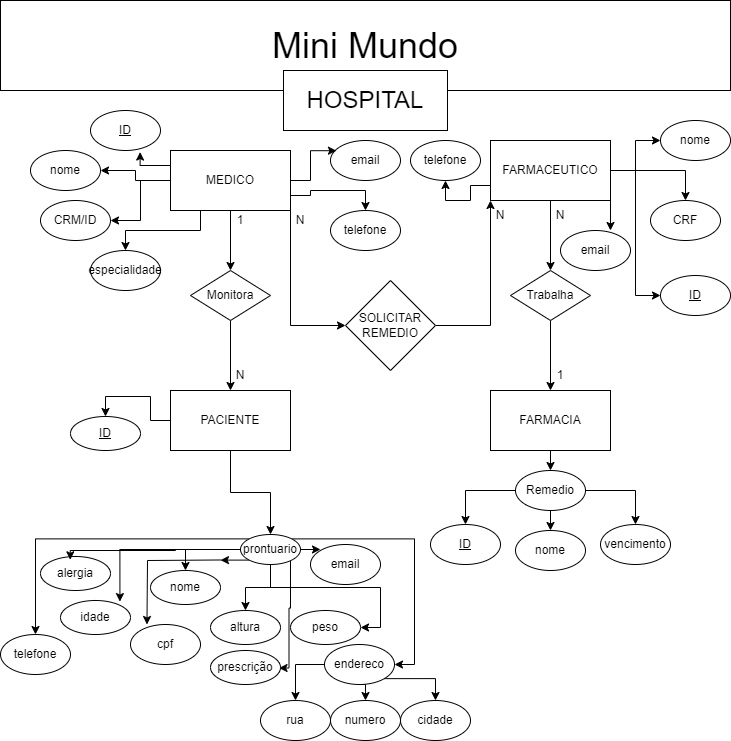 Mini Mundo
HOSPITAL
ID
nome
email
telefone
nome
MEDICO
FARMACEUTICO
CRM/ID
1
N
telefone
N
N
CRF
especialidade
email
Monitora
Trabalha
ID
SOLICITAR
REMEDIO
N
1
PACIENTE
FARMACIA
ID
Remedio
ID
nome
vencimento
prontuario
alergia
nome
email
idade
altura
peso
telefone
cpf
prescrição
endereco
rua
numero
cidade